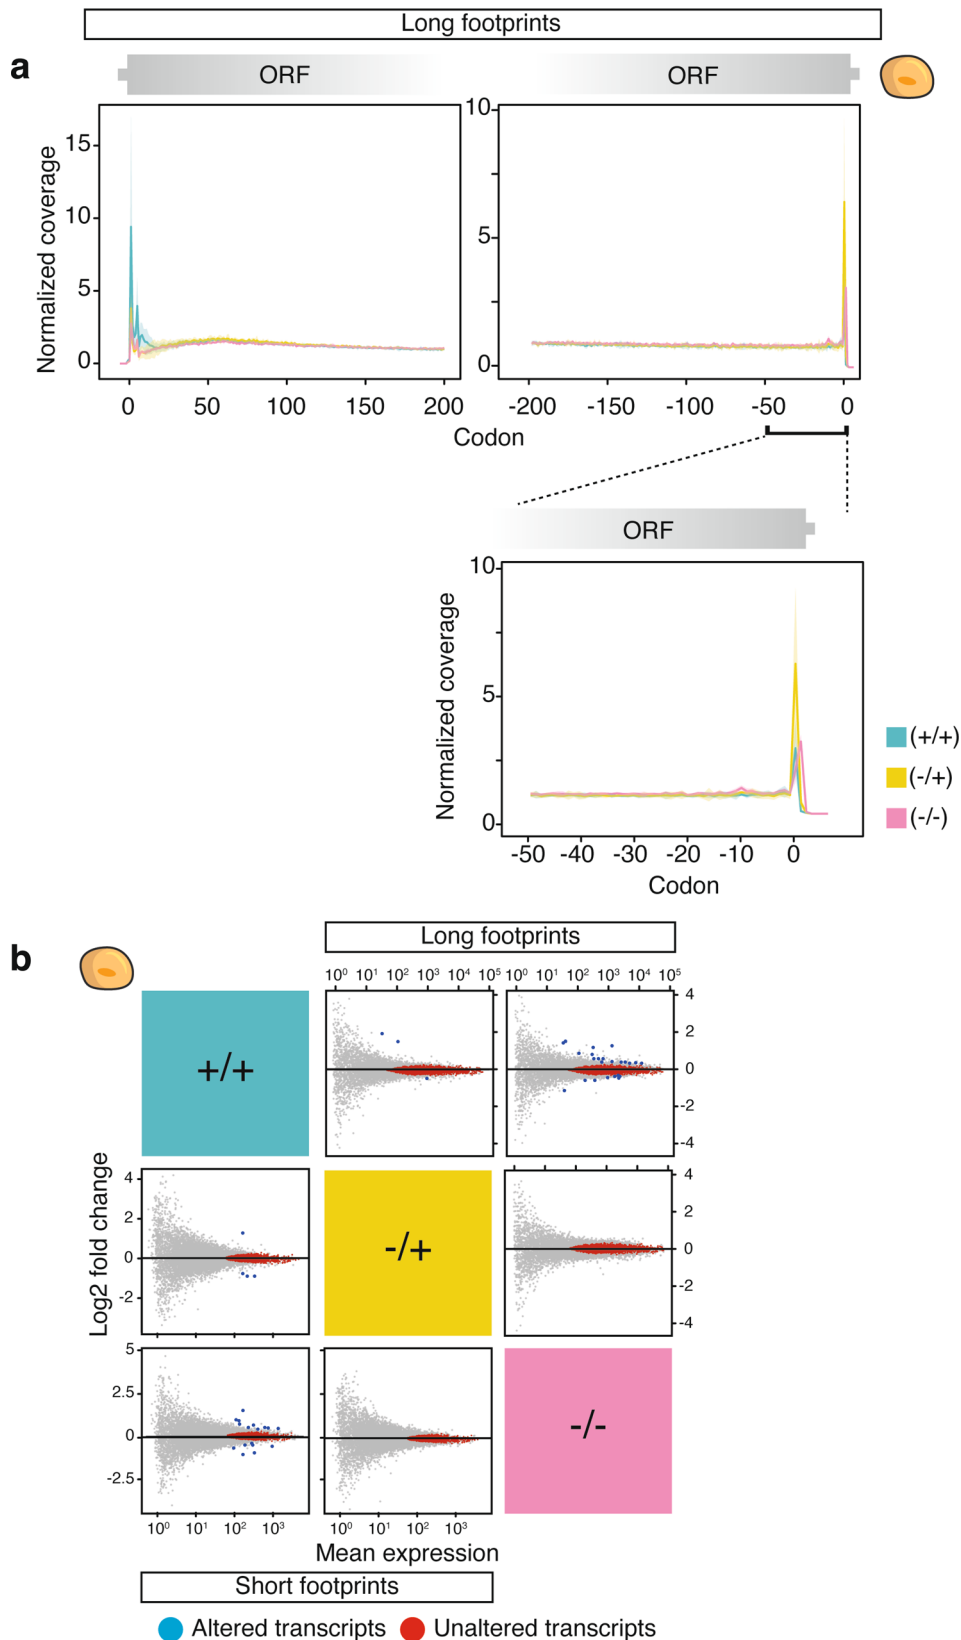 Long footprints
a
ORF ORF
Normalized coverage
15
10
5
0
10
5
0
0 50 100 150 200
-200 -150 -100 -50 0
Codon
ORF
Normalized coverage
10
5
0
-50 -40 -30 -20 -10 0
Codon
(+/+)
(-/+)
(-/-)
b
Long footprints
10⁰ 10¹ 10² 10³ 10⁴ 10⁵ 10⁰ 10¹ 10² 10³ 10⁴ 10⁵
+/+
4
2
0
-2
-4
Log2 fold change
4
2
0
-2
-/+
4
2
0
-2
-4
5
2.5
0
-2.5
-/-
10⁰ 10¹ 10² 10³ 10⁰ 10¹ 10² 10³
Mean expression
Short footprints
Altered transcripts Unaltered transcripts